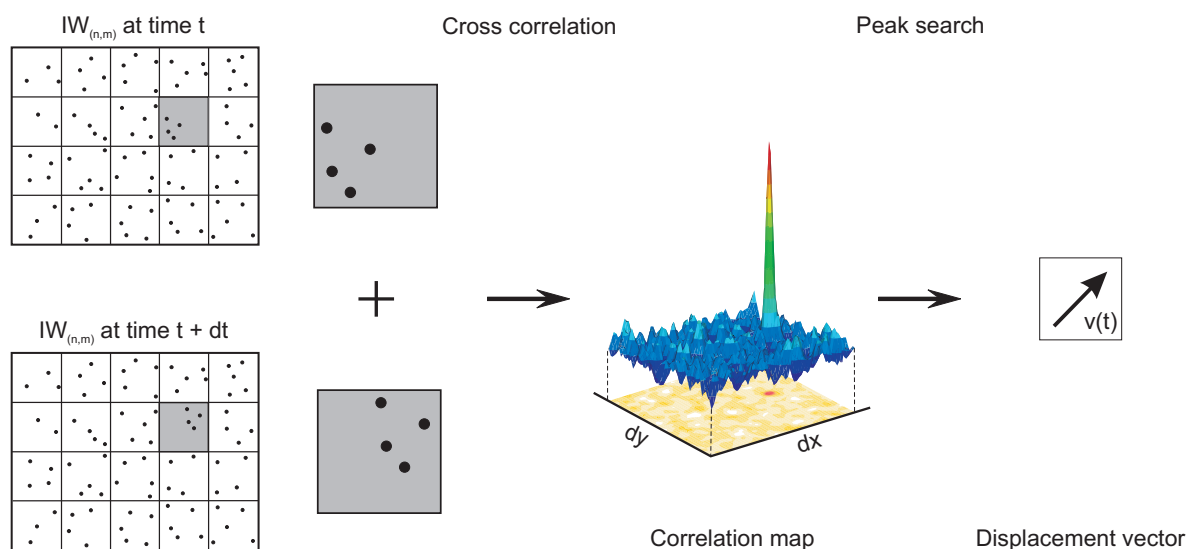 IW(n,m) at time t
Cross correlation
Peak search
IW(n,m) at time t + dt
v(t)
dy
dx
Correlation map
Displacement vector